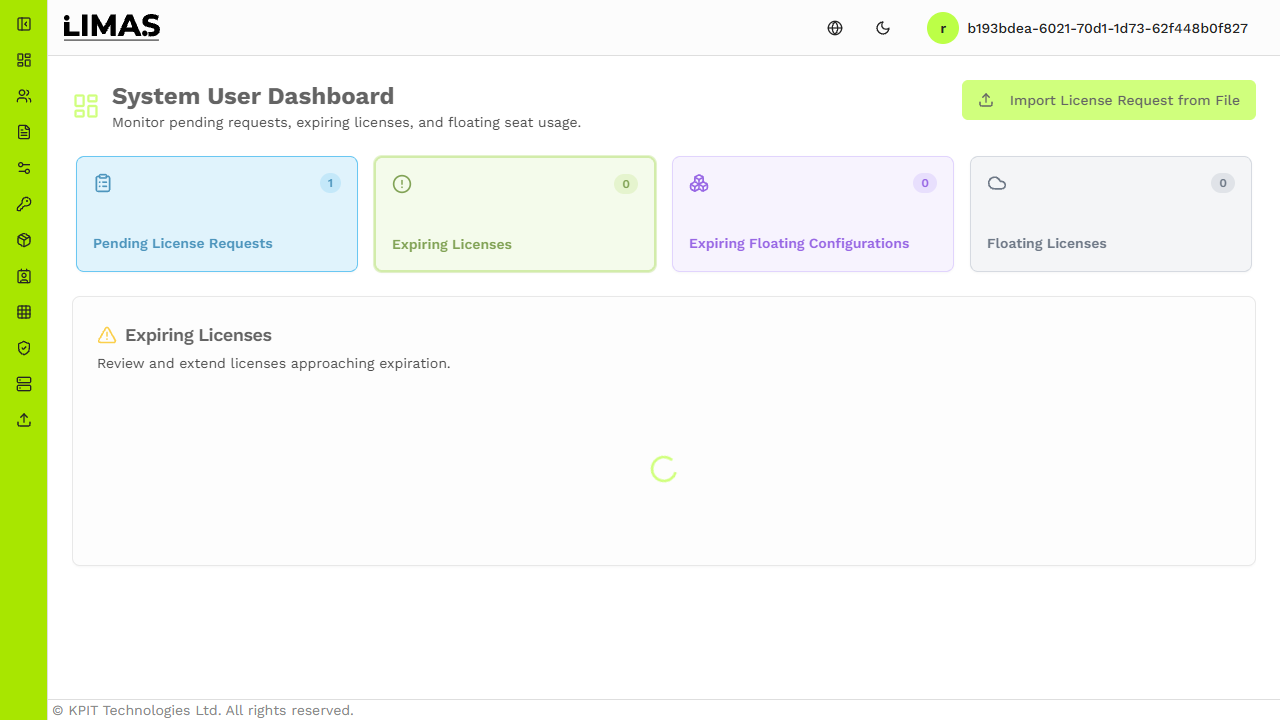 LIMAS
r
b193bdea-6021-70d1-1d73-62f448b0f827
System User Dashboard
Monitor pending requests, expiring licenses, and floating seat usage.
Import License Request from File
1
Pending License Requests
0
Expiring Licenses
0
Expiring Floating Configurations
0
Floating Licenses
Expiring Licenses
Review and extend licenses approaching expiration.
© KPIT Technologies Ltd. All rights reserved.